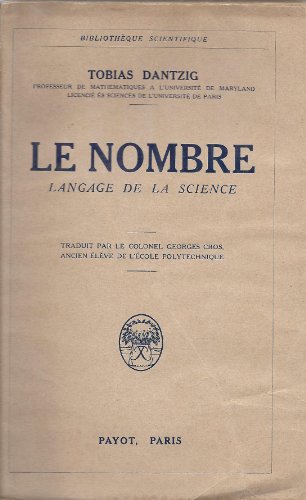 BIBLIOTHÈQUE SCIENTIFIQUE
TOBIAS DANTZIG
PROFESSEUR DE MATHEMATIQUES A L'UNIVERSITÉ DE MARYLAND
LICENCIÉ ÈS SCIENCES DE L'UNIVERSITÉ DE PARIS
LE NOMBRE
LANGAGE DE LA SCIENCE
TRADUIT PAR LE COLONEL GEORGES CROS,
ANCIEN ÉLÈVE DE L'ÉCOLE POLYTECHNIQUE
PAYOT, PARIS